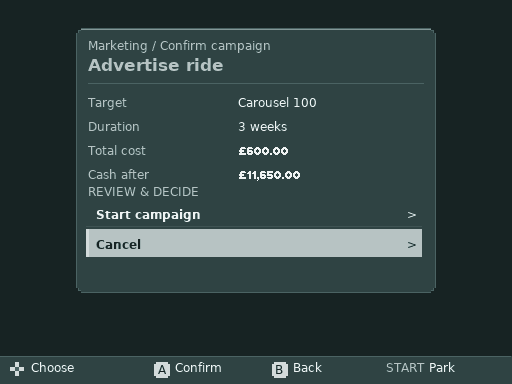 Marketing / Confirm campaign
Advertise ride
Target Carousel 100
Duration 3 weeks
Total cost £600.00
Cash after £11,650.00
REVIEW & DECIDE
Start campaign >
Cancel >
Choose A Confirm B Back START Park